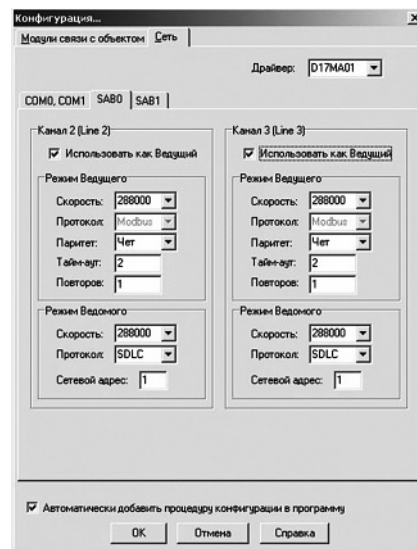 Конфигурация...
Модули связи с объектом Сеть
Драйвер: D17MA01
COM0, COM1 SAB0 SAB1
Канал 2 (Line 2)
Использовать как Ведущий
Режим Ведущего
Скорость: 288000
Протокол: Modbus
Паритет: Чет
Тайм-аут: 2
Повторов: 1
Режим Ведомого
Скорость: 288000
Протокол: SDLC
Сетевой адрес: 1
Канал 3 (Line 3)
Использовать как Ведущий
Режим Ведущего
Скорость: 288000
Протокол: Modbus
Паритет: Чет
Тайм-аут: 2
Повторов: 1
Режим Ведомого
Скорость: 288000
Протокол: SDLC
Сетевой адрес: 1
Автоматически добавить процедуру конфигурации в программу
OK Отмена Справка